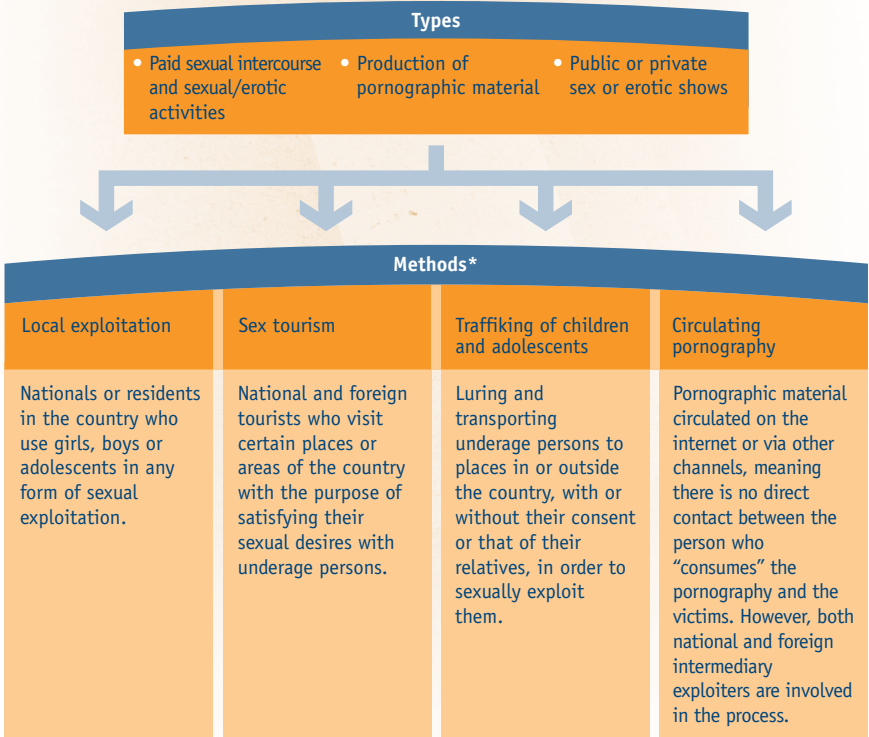 Types
• Paid sexual intercourse
and sexual/erotic
activities
• Production of
pornographic material
• Public or private
sex or erotic shows
Methods*
Local exploitation
Nationals or residents
in the country who
use girls, boys or
adolescents in any
form of sexual
exploitation.
Sex tourism
National and foreign
tourists who visit
certain places or
areas of the country
with the purpose of
satisfying their
sexual desires with
underage persons.
Traffiking of children
and adolescents
Luring and
transporting
underage persons to
places in or outside
the country, with or
without their consent
or that of their
relatives, in order to
sexually exploit
them.
Circulating
pornography
Pornographic material
circulated on the
internet or via other
channels, meaning
there is no direct
contact between the
person who
“consumes” the
pornography and the
victims. However, both
national and foreign
intermediary
exploiters are involved
in the process.